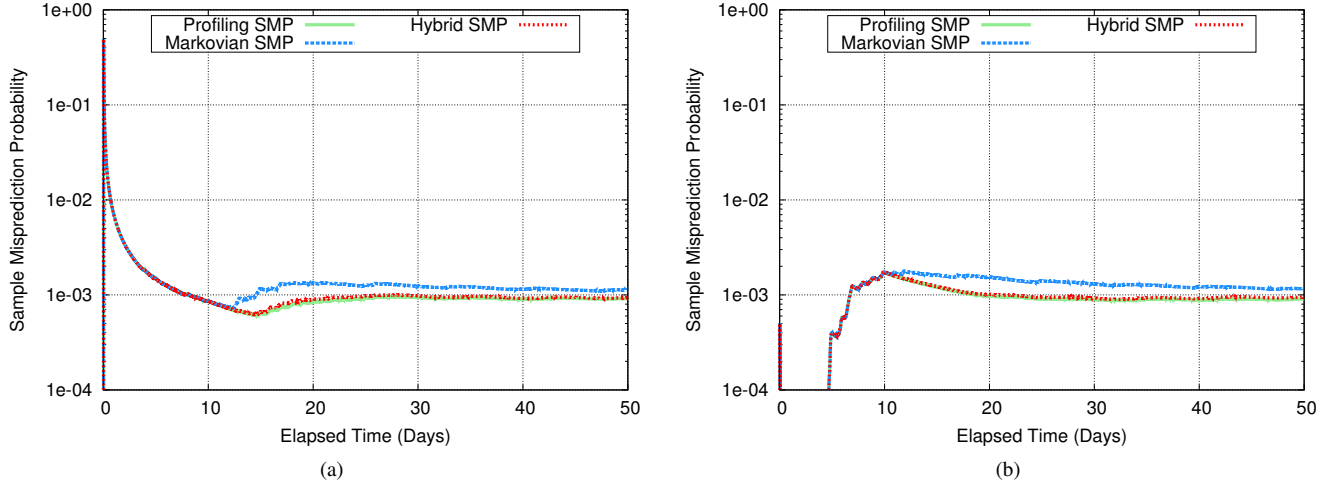 Sample Misprediction Probability
1e+00
1e-01
1e-02
1e-03
1e-04
Profiling SMP
Markovian SMP
Hybrid SMP
0 10 20 30 40 50
Elapsed Time (Days)
(a)
Sample Misprediction Probability
1e+00
1e-01
1e-02
1e-03
1e-04
Profiling SMP
Markovian SMP
Hybrid SMP
0 10 20 30 40 50
Elapsed Time (Days)
(b)